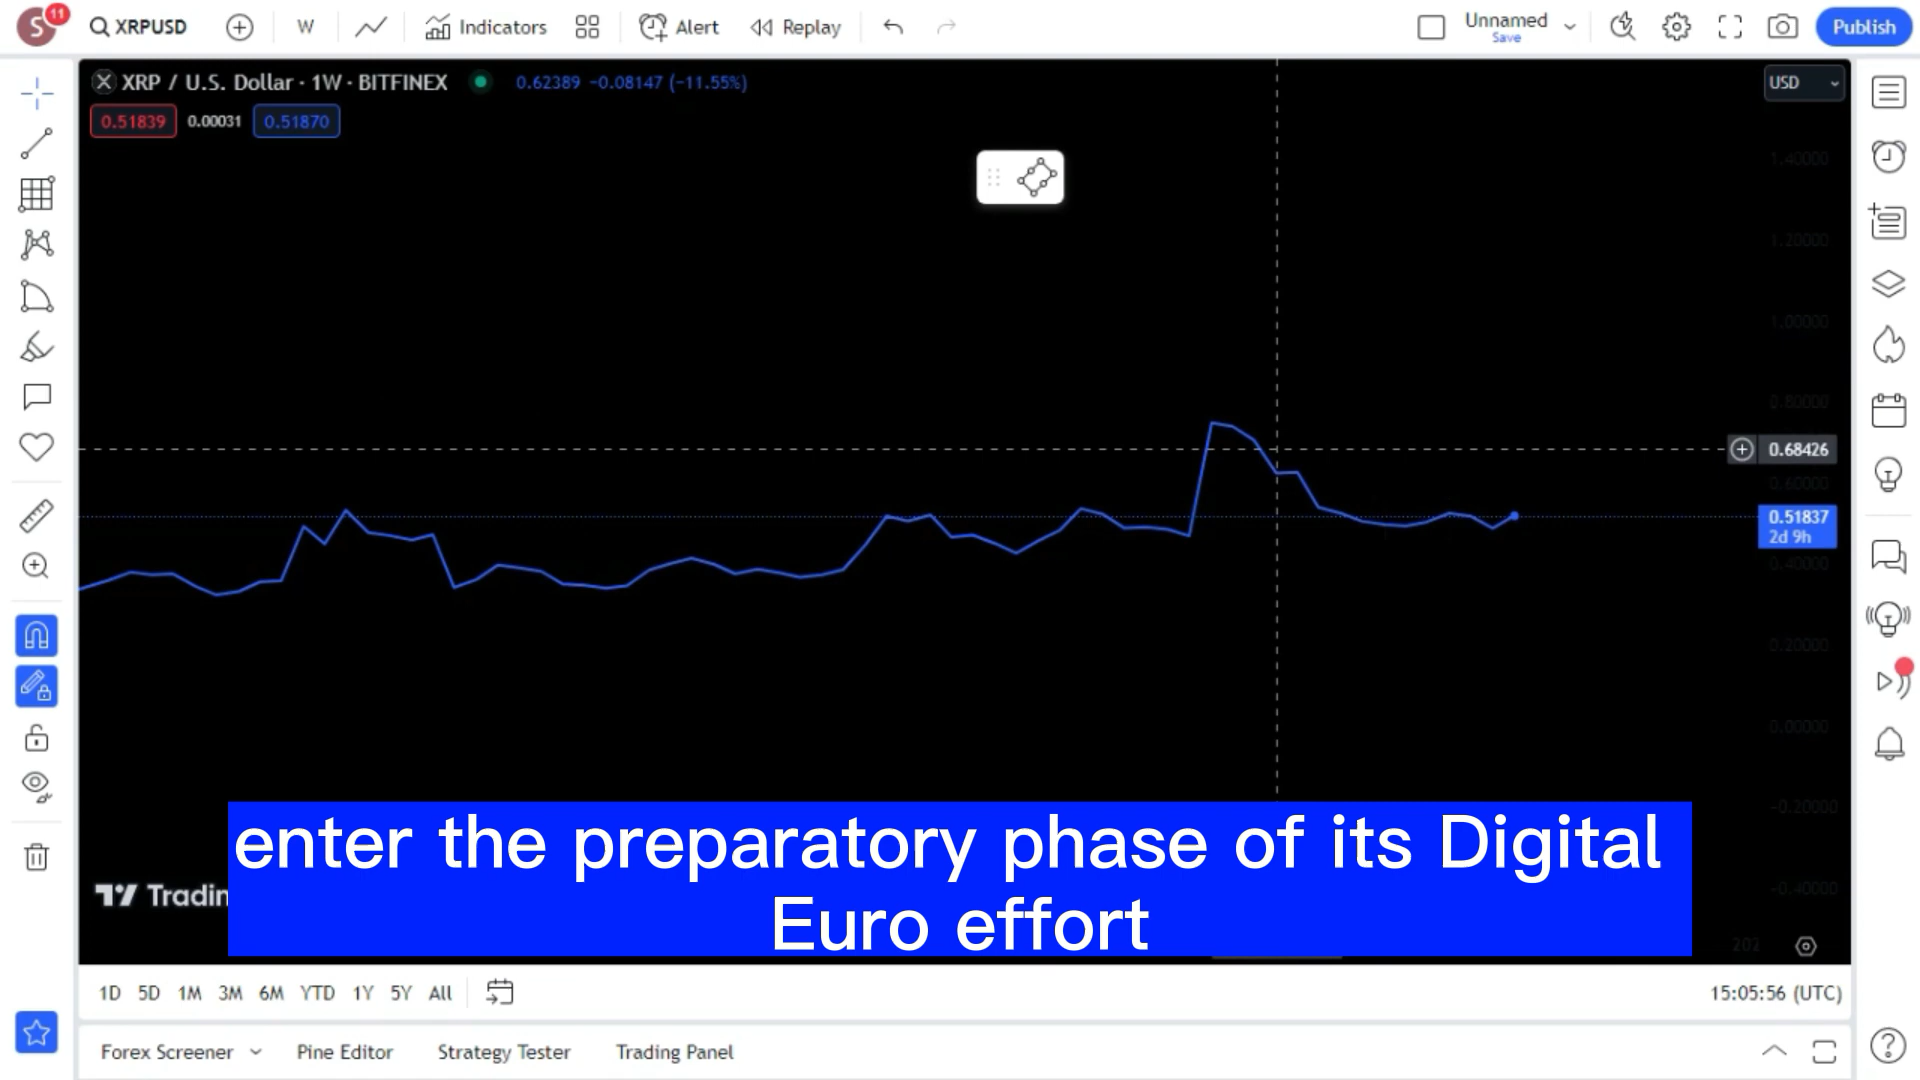 S 11 XRPUSD W Indicators Alert Replay Unnamed Save Publish
XRP / U.S. Dollar · 1W · BITFINEX 0.62389 −0.08147 (−11.55%) USD
0.51839 0.00031 0.51870
1.40000
1.20000
1.00000
0.80000
0.68426
0.60000
0.51837
2d 9h
0.40000
0.20000
0.00000
-0.20000
enter the preparatory phase of its Digital
Euro effort
-0.40000
Tradin
202
1D 5D 1M 3M 6M YTD 1Y 5Y All 15:05:56 (UTC)
Forex Screener Pine Editor Strategy Tester Trading Panel